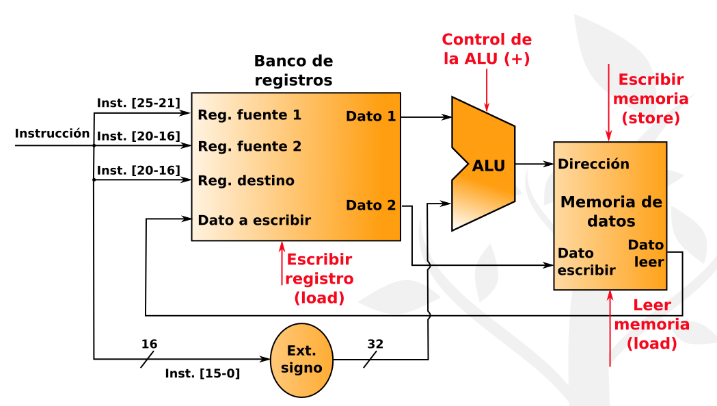 Control de
la ALU (+)
Banco de
registros
Escribir
memoria
(store)
Inst. [25-21]
Reg. fuente 1
Dato 1
Instrucción
Inst. [20-16]
Reg. fuente 2
ALU
Dirección
Inst. [20-16]
Reg. destino
Memoria de
datos
Dato 2
Dato a escribir
Dato
escribir
Dato
leer
Escribir
registro
(load)
Leer
memoria
(load)
16
Ext.
signo
32
Inst. [15-0]